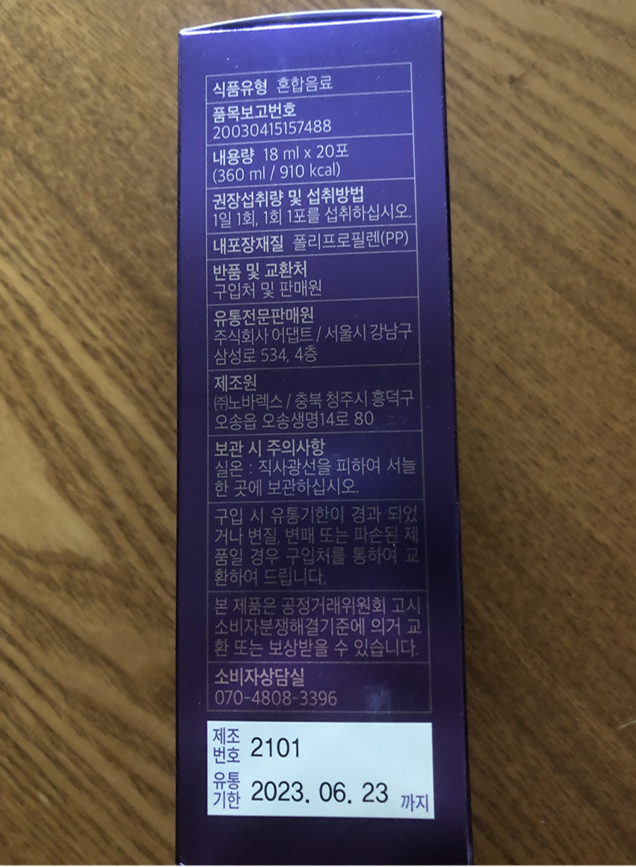 식품유형 혼합음료
품목보고번호
20030415157488
내용량 18 ml x 20포
(360 ml / 910 kcal)
권장섭취량 및 섭취방법
1일 1회, 1회 1포를 섭취하십시오.
내포장재질 폴리프로필렌(PP)
반품 및 교환처
구입처 및 판매원
유통전문판매원
주식회사 어댑트 / 서울시 강남구
삼성로 534, 4층
제조원
㈜노바렉스 / 충북 청주시 흥덕구
오송읍 오송생명14로 80
보관 시 주의사항
실온 : 직사광선을 피하여 서늘
한 곳에 보관하십시오.
구입 시 유통기한이 경과 되었
거나 변질, 변패 또는 파손된 제
품일 경우 구입처를 통하여 교
환하여 드립니다.
본 제품은 공정거래위원회 고시
소비자분쟁해결기준에 의거 교
환 또는 보상받을 수 있습니다.
소비자상담실
070-4808-3396
제조
번호 2101
유통
기한 2023. 06. 23 까지